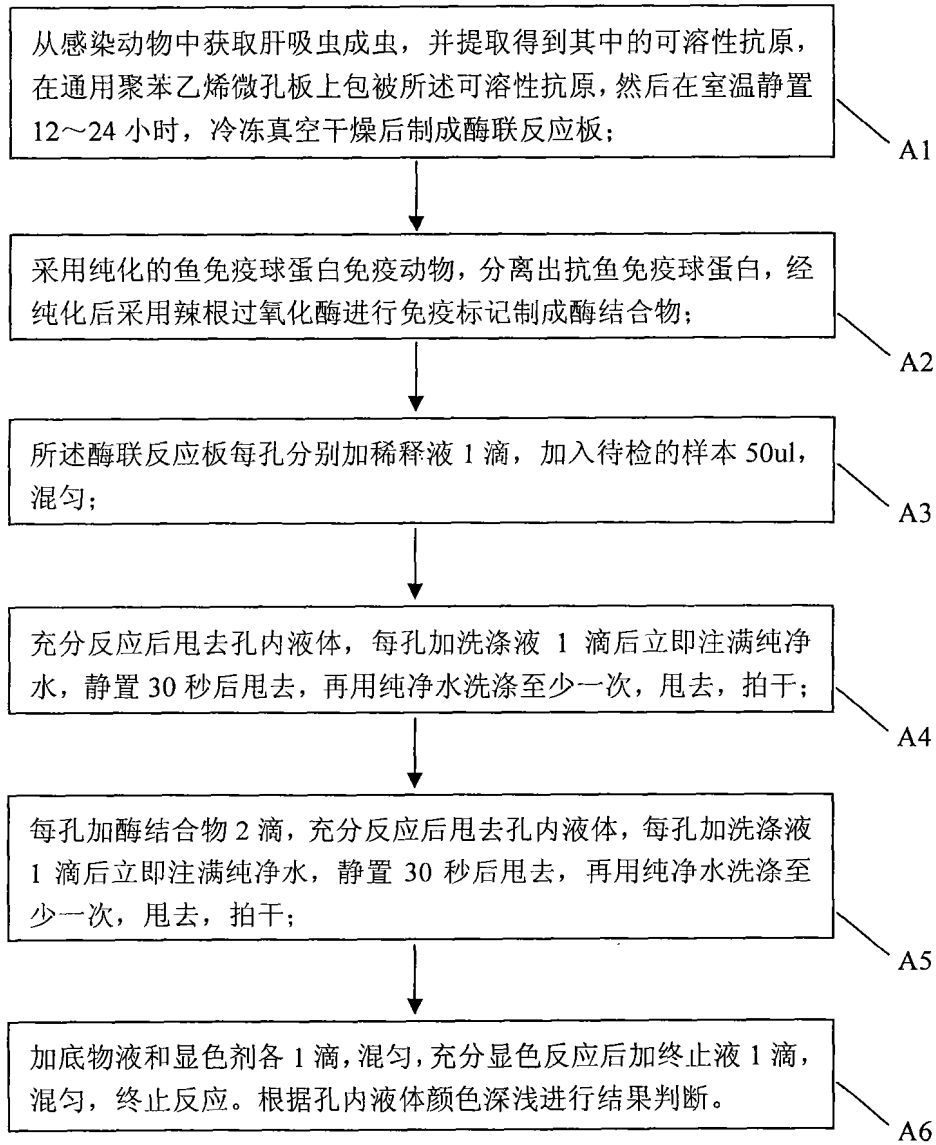 从感染动物中获取肝吸虫成虫，并提取得到其中的可溶性抗原，
在通用聚苯乙烯微孔板上包被所述可溶性抗原，然后在室温静置
12～24 小时，冷冻真空干燥后制成酶联反应板；
A1
采用纯化的鱼免疫球蛋白免疫动物，分离出抗鱼免疫球蛋白，经
纯化后采用辣根过氧化酶进行免疫标记制成酶结合物；
A2
所述酶联反应板每孔分别加稀释液 1 滴，加入待检的样本 50ul，
混匀；
A3
充分反应后甩去孔内液体，每孔加洗涤液 1 滴后立即注满纯净
水，静置 30 秒后甩去，再用纯净水洗涤至少一次，甩去，拍干；
A4
每孔加酶结合物 2 滴，充分反应后甩去孔内液体，每孔加洗涤液
1 滴后立即注满纯净水，静置 30 秒后甩去，再用纯净水洗涤至
少一次，甩去，拍干；
A5
加底物液和显色剂各 1 滴，混匀，充分显色反应后加终止液 1 滴，
混匀，终止反应。根据孔内液体颜色深浅进行结果判断。
A6